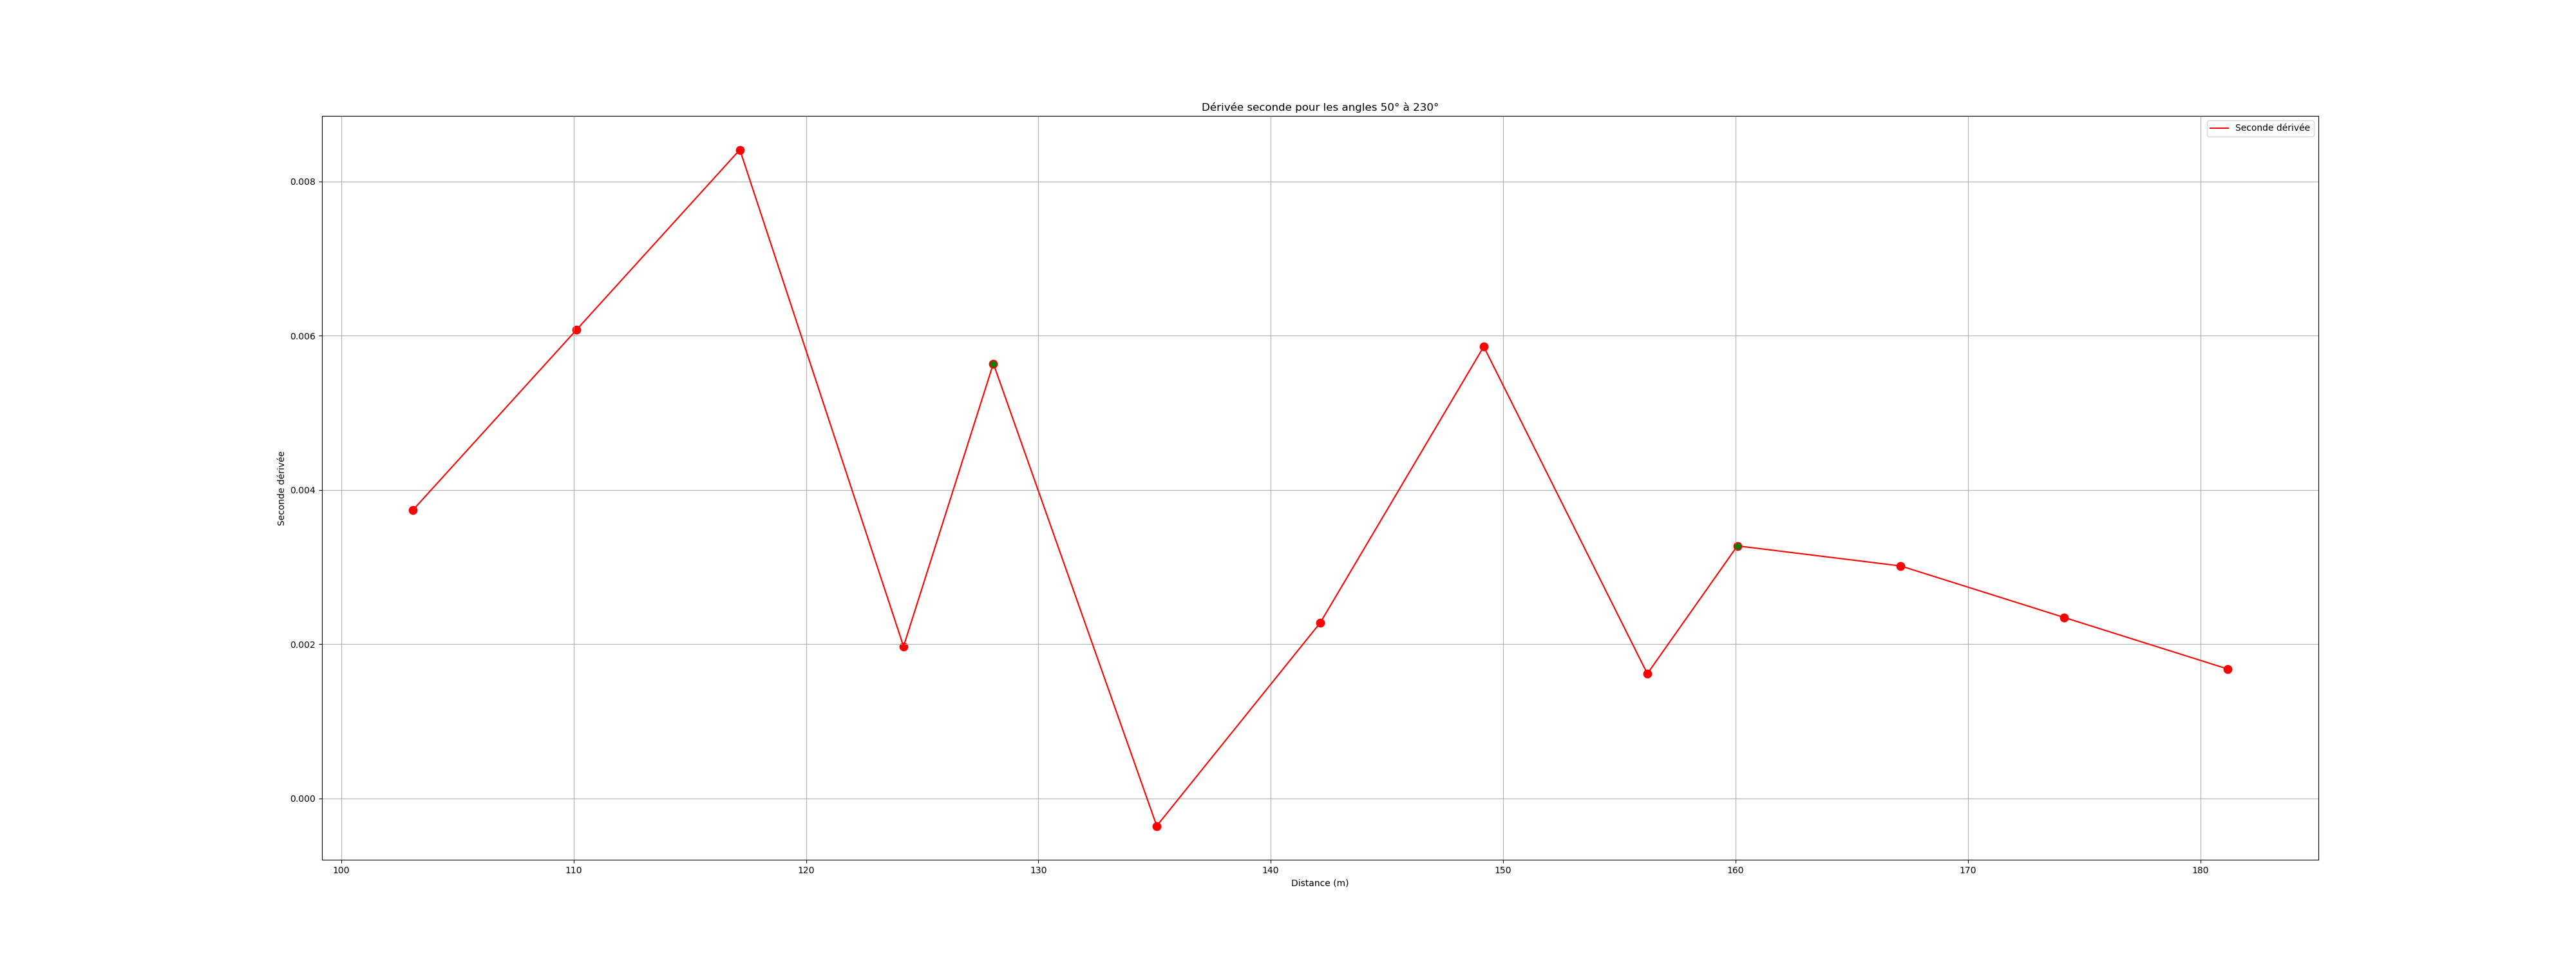 Dérivée seconde pour les angles 50° à 230°
Seconde dérivée
0.008
0.006
0.004
0.002
0.000
Seconde dérivée
100 110 120 130 140 150 160 170 180
Distance (m)